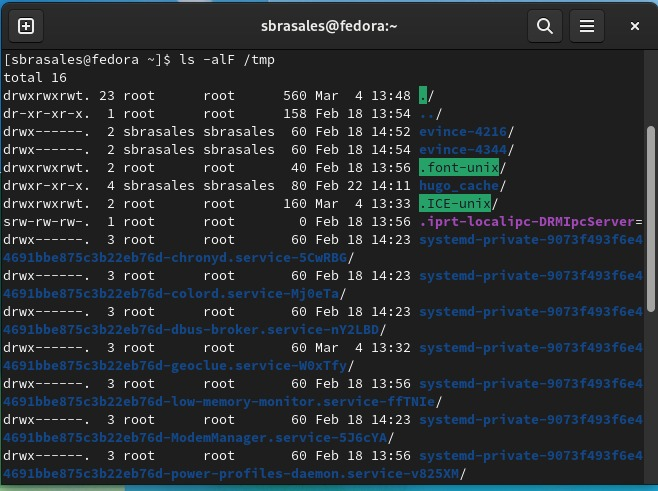 sbrasales@fedora:~
[sbrasales@fedora ~]$ ls -alF /tmp
total 16
drwxrwxrwt. 23 root      root      560 Mar  4 13:48 ./
dr-xr-xr-x.  1 root      root      158 Feb 18 13:54 ../
drwx------.  2 sbrasales sbrasales  60 Feb 18 14:52 evince-4216/
drwx------.  2 sbrasales sbrasales  60 Feb 18 14:54 evince-4344/
drwxrwxrwt.  2 root      root       40 Feb 18 13:56 .font-unix/
drwxr-xr-x.  4 sbrasales sbrasales  80 Feb 22 14:11 hugo_cache/
drwxrwxrwt.  2 root      root      160 Mar  4 13:33 .ICE-unix/
srw-rw-rw-.  1 root      root        0 Feb 18 13:56 .iprt-localipc-DRMIpcServer=
drwx------.  3 root      root       60 Feb 18 14:23 systemd-private-9073f493f6e4
4691bbe875c3b22eb76d-chronyd.service-5CwRBG/
drwx------.  3 root      root       60 Feb 18 14:23 systemd-private-9073f493f6e4
4691bbe875c3b22eb76d-colord.service-Mj0eTa/
drwx------.  3 root      root       60 Feb 18 14:23 systemd-private-9073f493f6e4
4691bbe875c3b22eb76d-dbus-broker.service-nY2LBD/
drwx------.  3 root      root       60 Mar  4 13:32 systemd-private-9073f493f6e4
4691bbe875c3b22eb76d-geoclue.service-W0xTfy/
drwx------.  3 root      root       60 Feb 18 13:56 systemd-private-9073f493f6e4
4691bbe875c3b22eb76d-low-memory-monitor.service-ffTNIe/
drwx------.  3 root      root       60 Feb 18 14:23 systemd-private-9073f493f6e4
4691bbe875c3b22eb76d-ModemManager.service-5J6cYA/
drwx------.  3 root      root       60 Feb 18 13:56 systemd-private-9073f493f6e4
4691bbe875c3b22eb76d-power-profiles-daemon.service-v825XM/